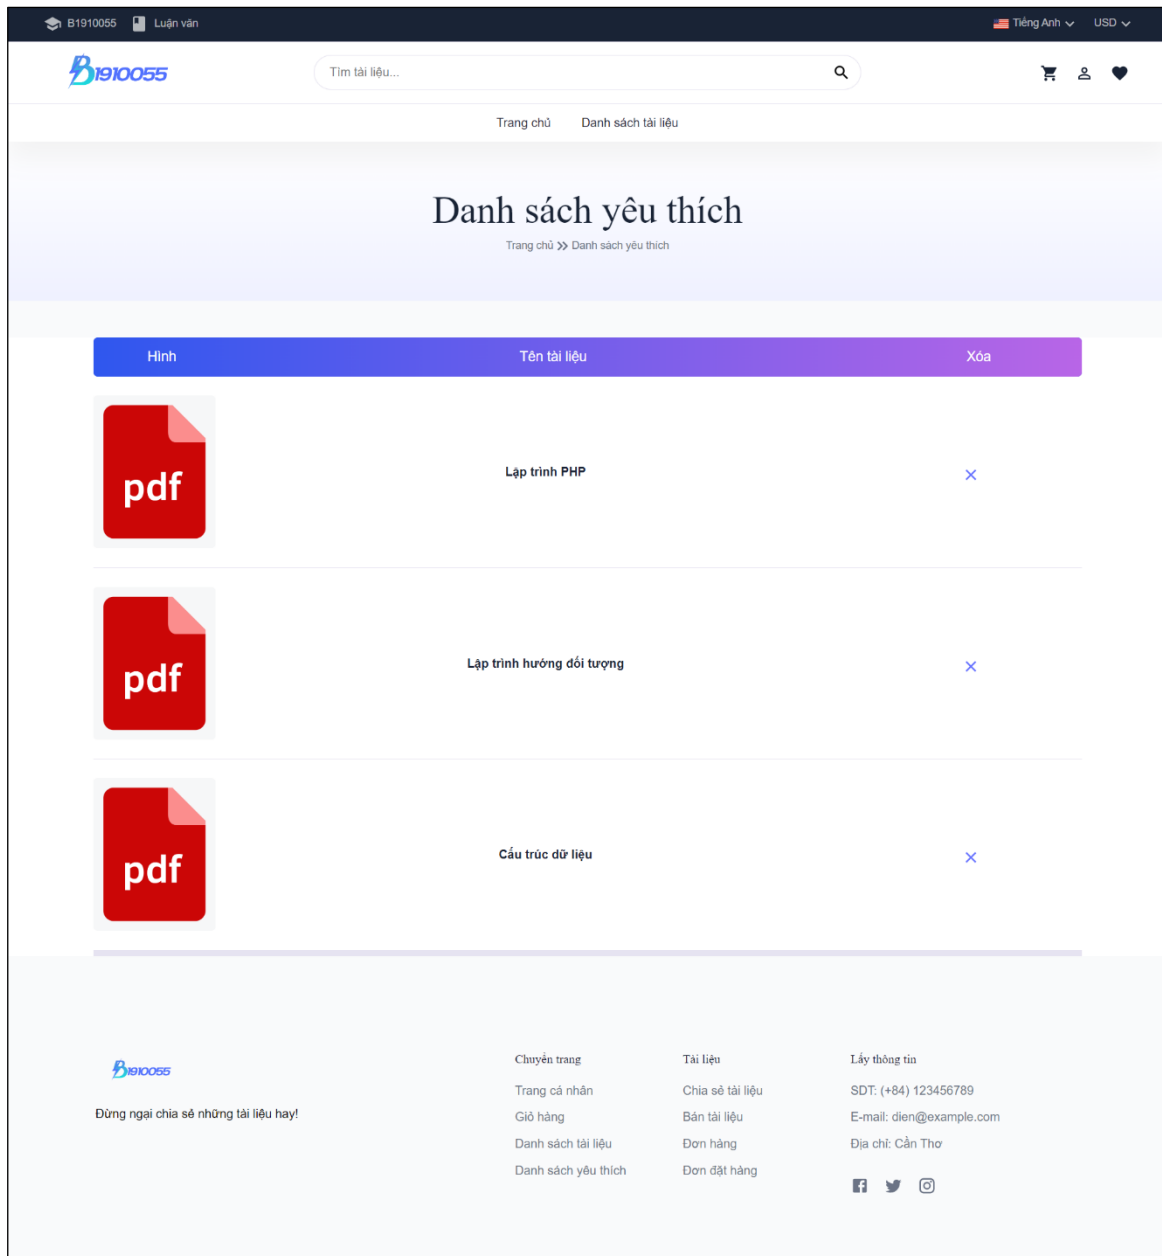 B1910055 Luận văn Tiếng Anh USD
B1910055
Tìm tài liệu...
Trang chủ Danh sách tài liệu
Danh sách yêu thích
Trang chủ Danh sách yêu thích
Hình Tên tài liệu Xóa
pdf
Lập trình PHP
pdf
Lập trình hướng đối tượng
pdf
Cấu trúc dữ liệu
B1910055
Đừng ngại chia sẻ những tài liệu hay!
Chuyển trang
Trang cá nhân
Giỏ hàng
Danh sách tài liệu
Danh sách yêu thích
Tài liệu
Chia sẻ tài liệu
Bán tài liệu
Đơn hàng
Đơn đặt hàng
Lấy thông tin
SDT: (+84) 123456789
E-mail: dien@example.com
Địa chỉ: Cần Thơ